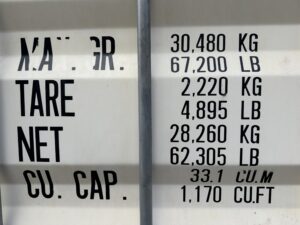 MAX. GR. 30,480 KG
67,200 LB
TARE 2,220 KG
4,895 LB
NET 28,260 KG
62,305 LB
CU. CAP. 33.1 CU.M
1,170 CU.FT